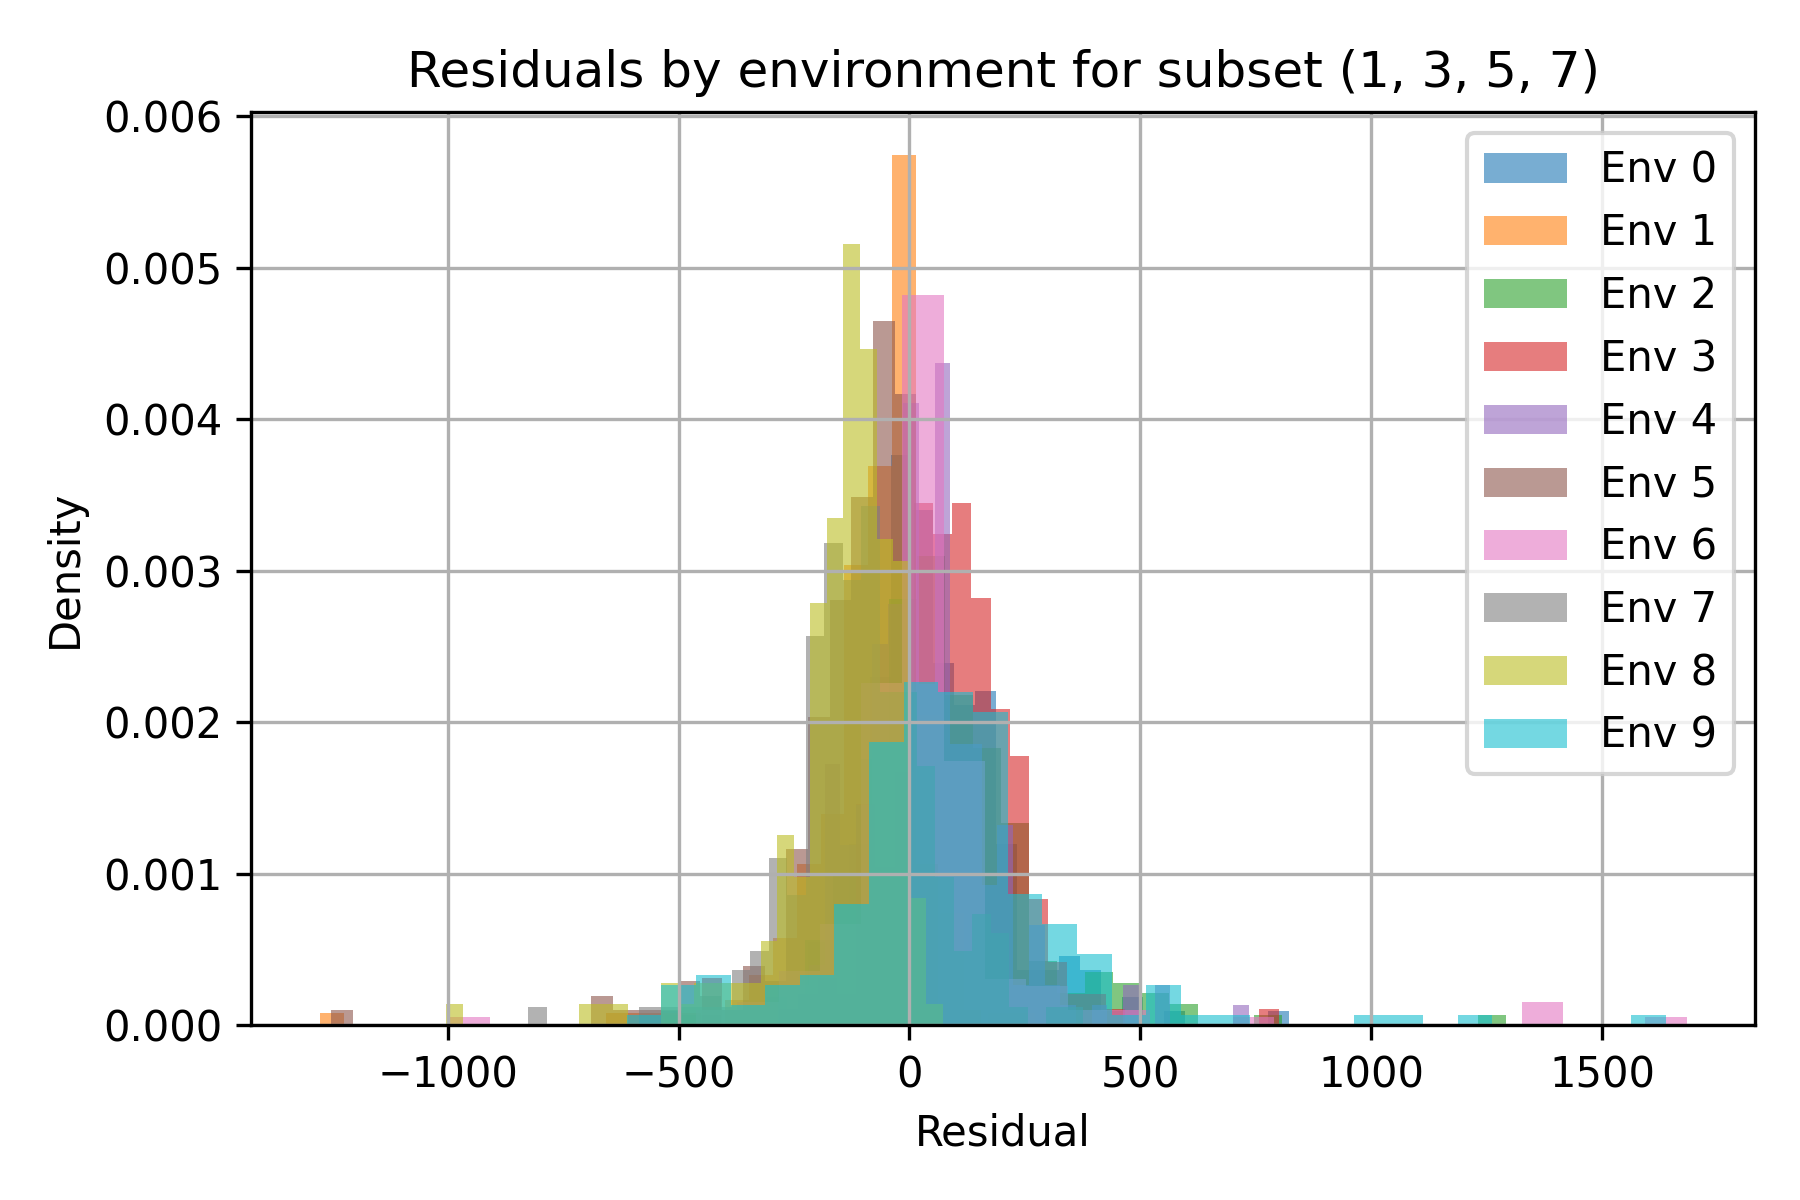 Residuals by environment for subset (1, 3, 5, 7)
0.006
0.005
0.004
0.003
0.002
0.001
0.000
Density
−1000
−500
0
500
1000
1500
Residual
Env 0
Env 1
Env 2
Env 3
Env 4
Env 5
Env 6
Env 7
Env 8
Env 9